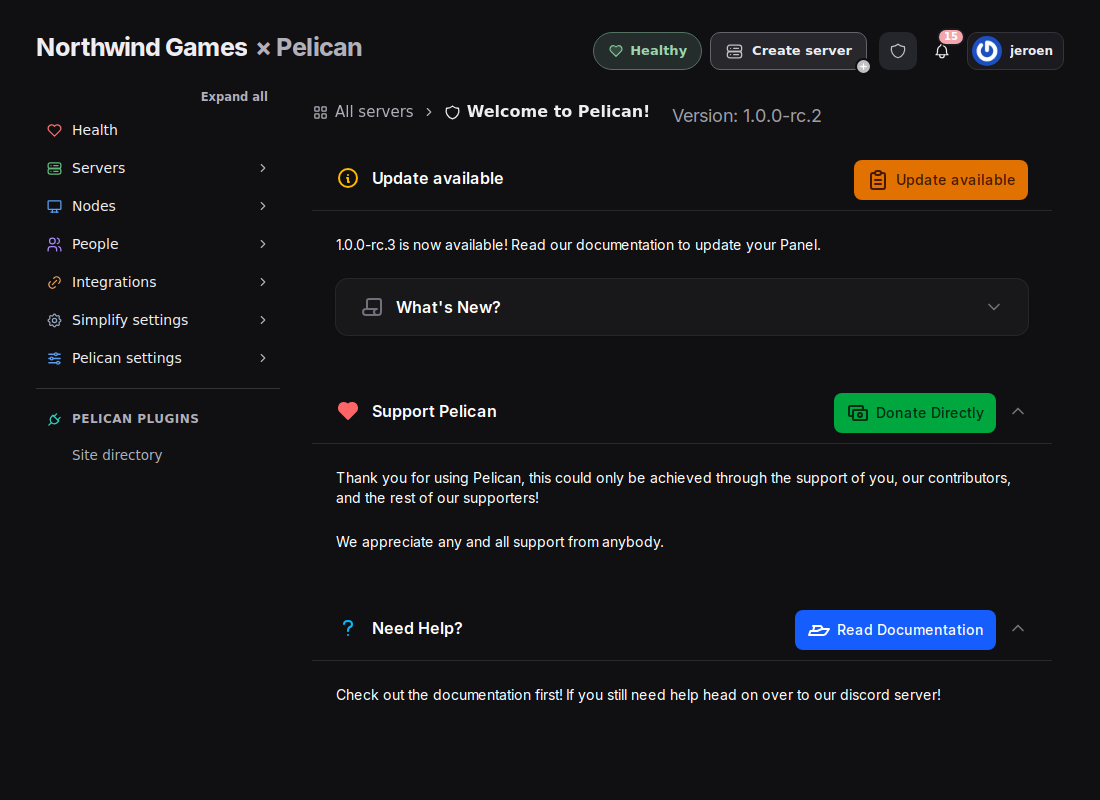 Northwind Games × Pelican
Healthy
Create server
15
jeroen
Expand all
Health
Servers
Nodes
People
Integrations
Simplify settings
Pelican settings
PELICAN PLUGINS
Site directory
All servers > Welcome to Pelican! Version: 1.0.0-rc.2
Update available
Update available
1.0.0-rc.3 is now available! Read our documentation to update your Panel.
What's New?
Support Pelican
Donate Directly
Thank you for using Pelican, this could only be achieved through the support of you, our contributors,
and the rest of our supporters!
We appreciate any and all support from anybody.
Need Help?
Read Documentation
Check out the documentation first! If you still need help head on over to our discord server!